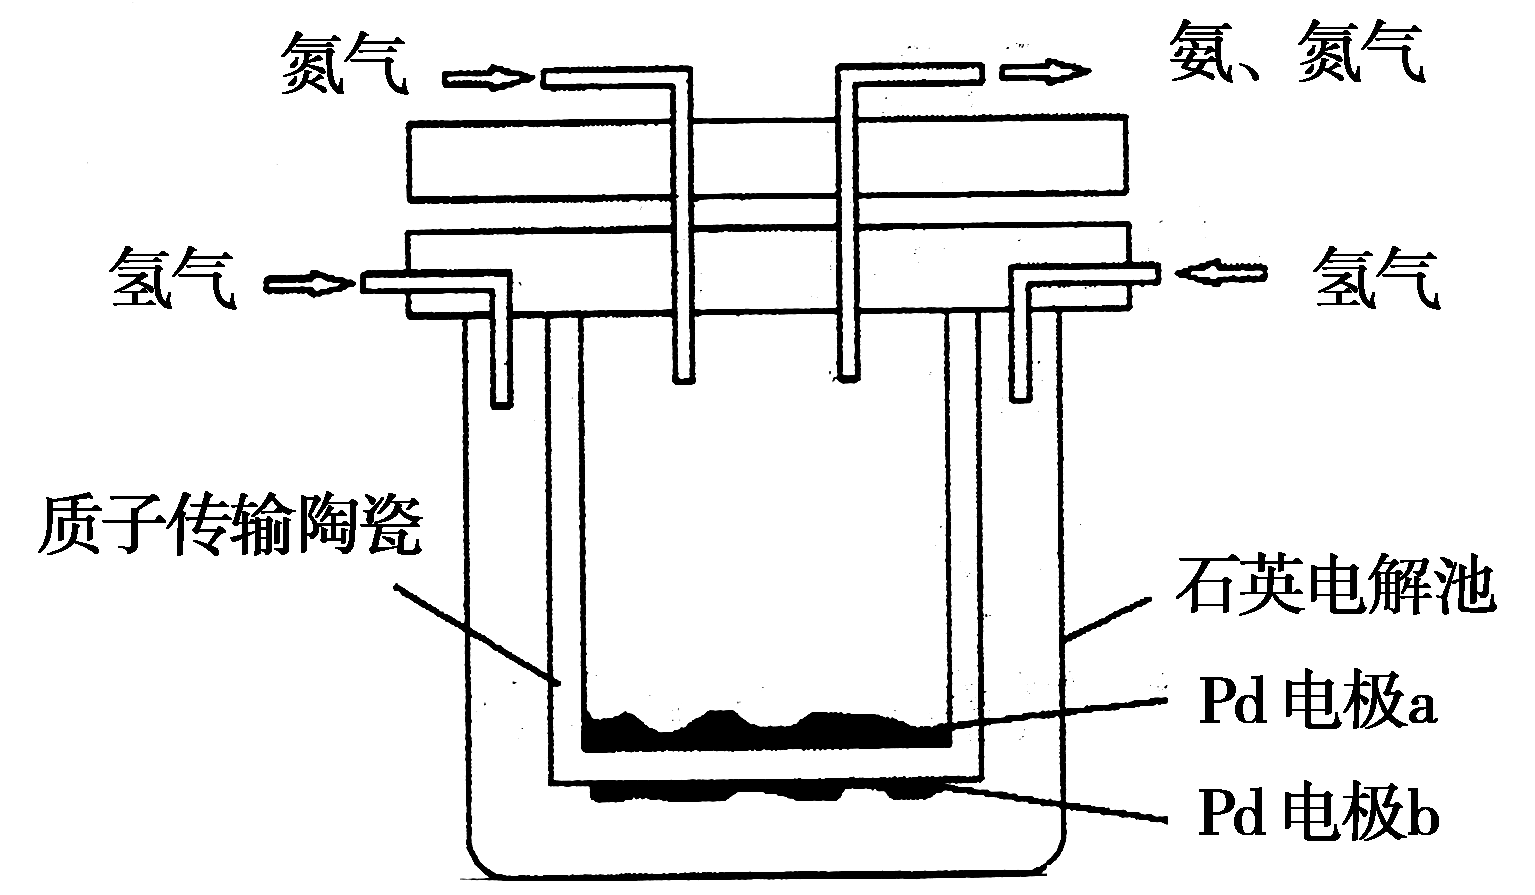 氮气
氨、氮气
氢气
氢气
质子传输陶瓷
石英电解池
Pd 电极a
Pd 电极b